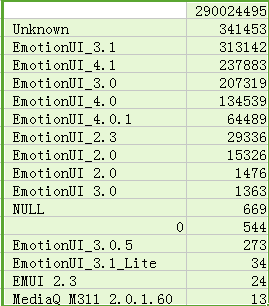 290024495
Unknown 341453
EmotionUI_3.1 313142
EmotionUI_4.1 237883
EmotionUI_3.0 207319
EmotionUI_4.0 134539
EmotionUI_4.0.1 64489
EmotionUI_2.3 29336
EmotionUI_2.0 15326
EmotionUI 2.0 1476
EmotionUI 3.0 1363
NULL 669
0 544
EmotionUI_3.0.5 273
EmotionUI_3.1_Lite 34
EMUI 2.3 24
MediaQ M311 2.0.1.60 13